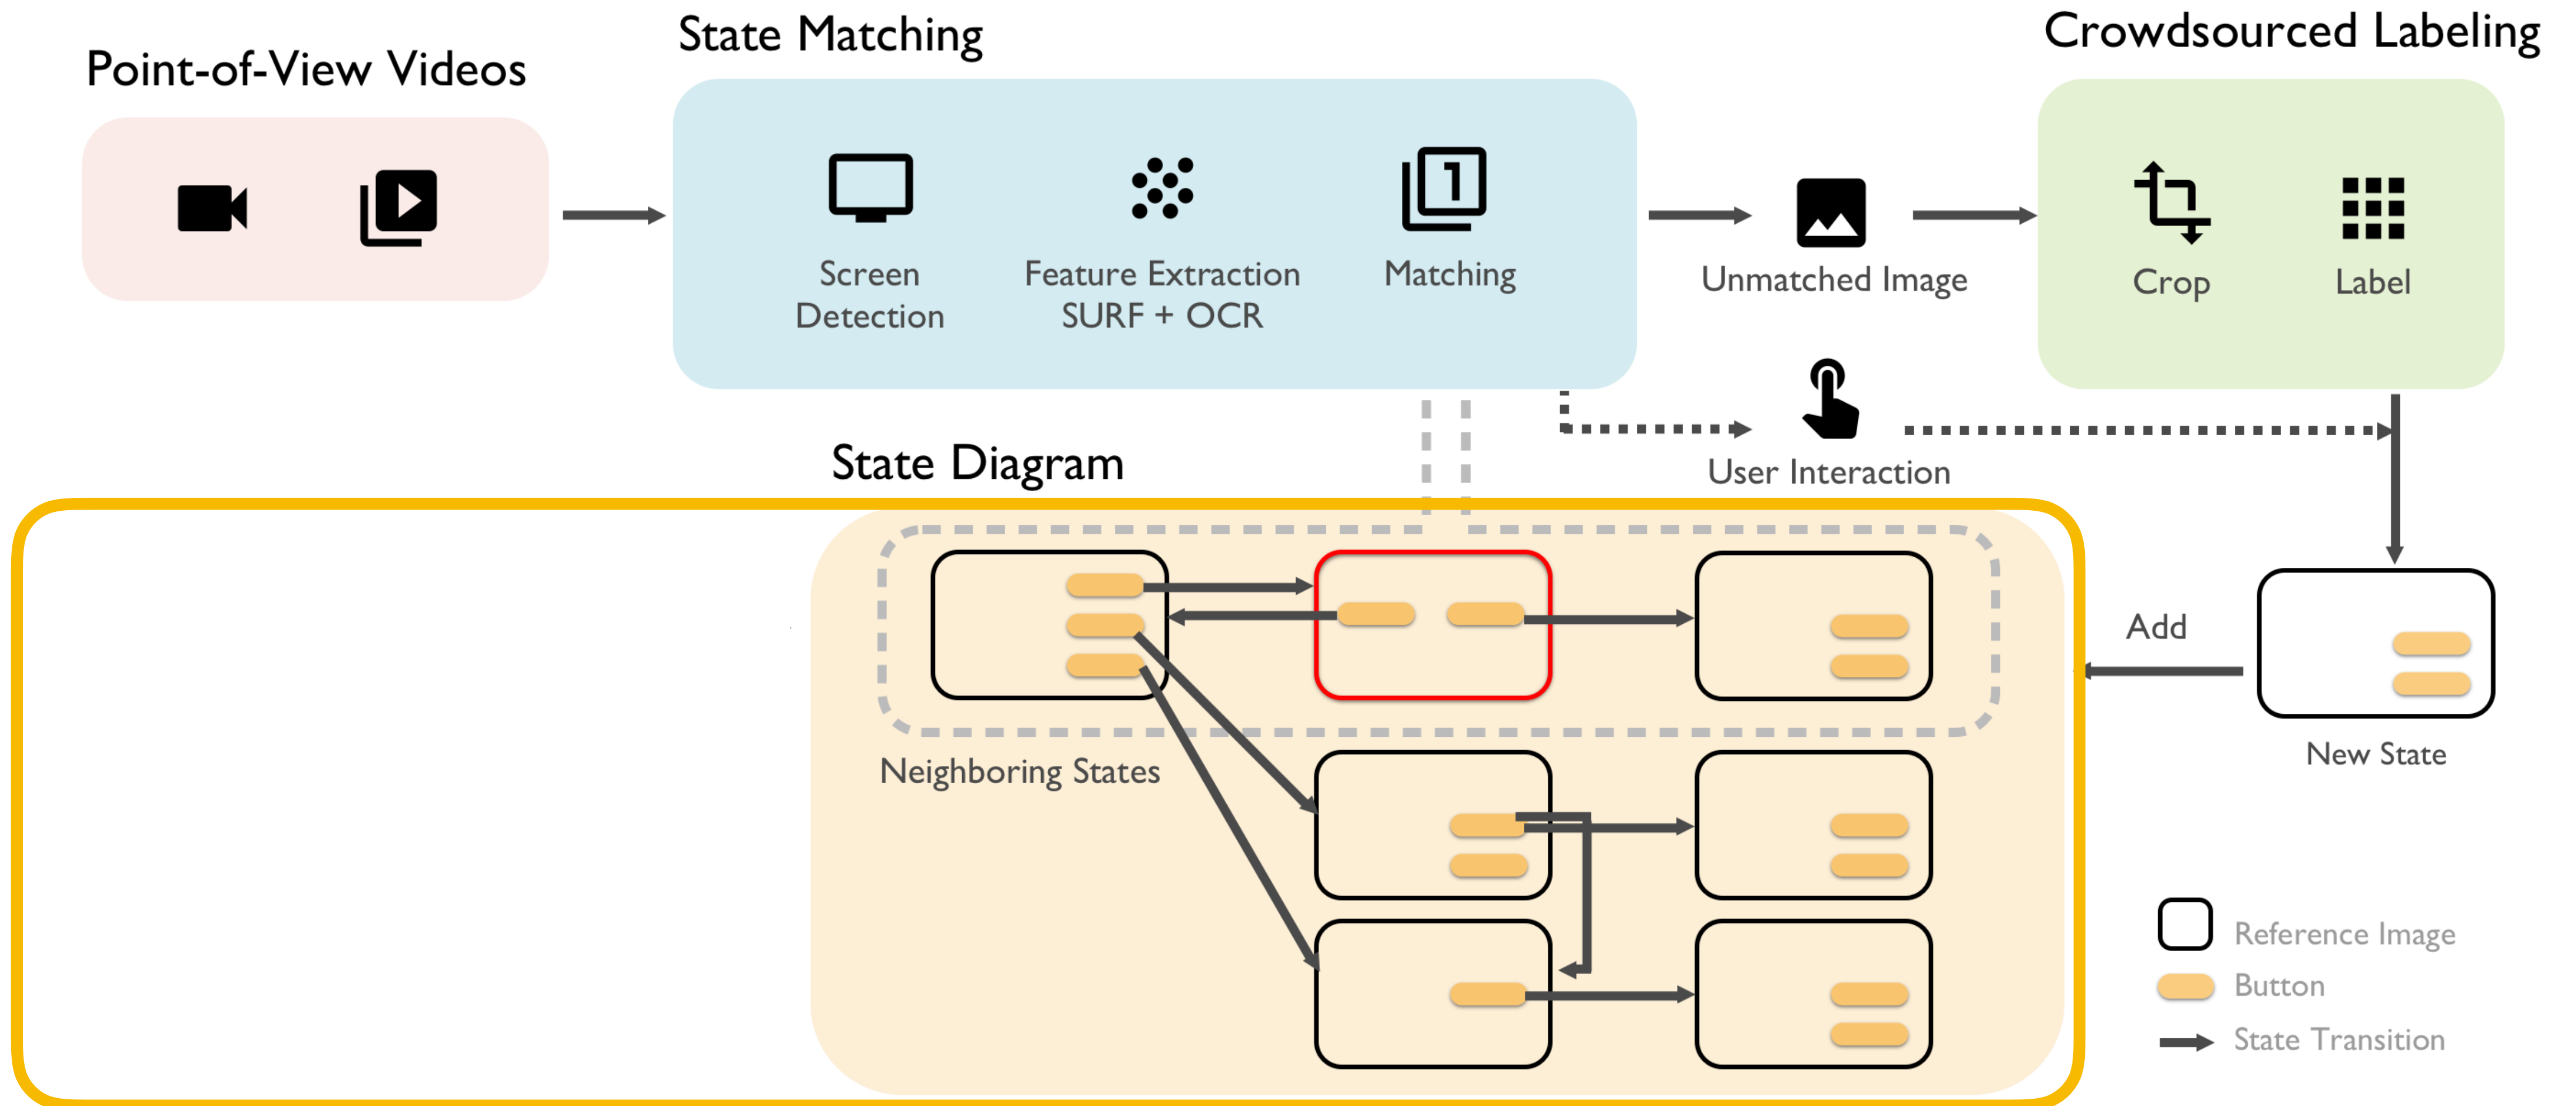 Point-of-View Videos
State Matching
Crowdsourced Labeling
Screen
Detection
Feature Extraction
SURF + OCR
1
Matching
Unmatched Image
Crop
Label
User Interaction
State Diagram
Neighboring States
Add
New State
Reference Image
Button
State Transition